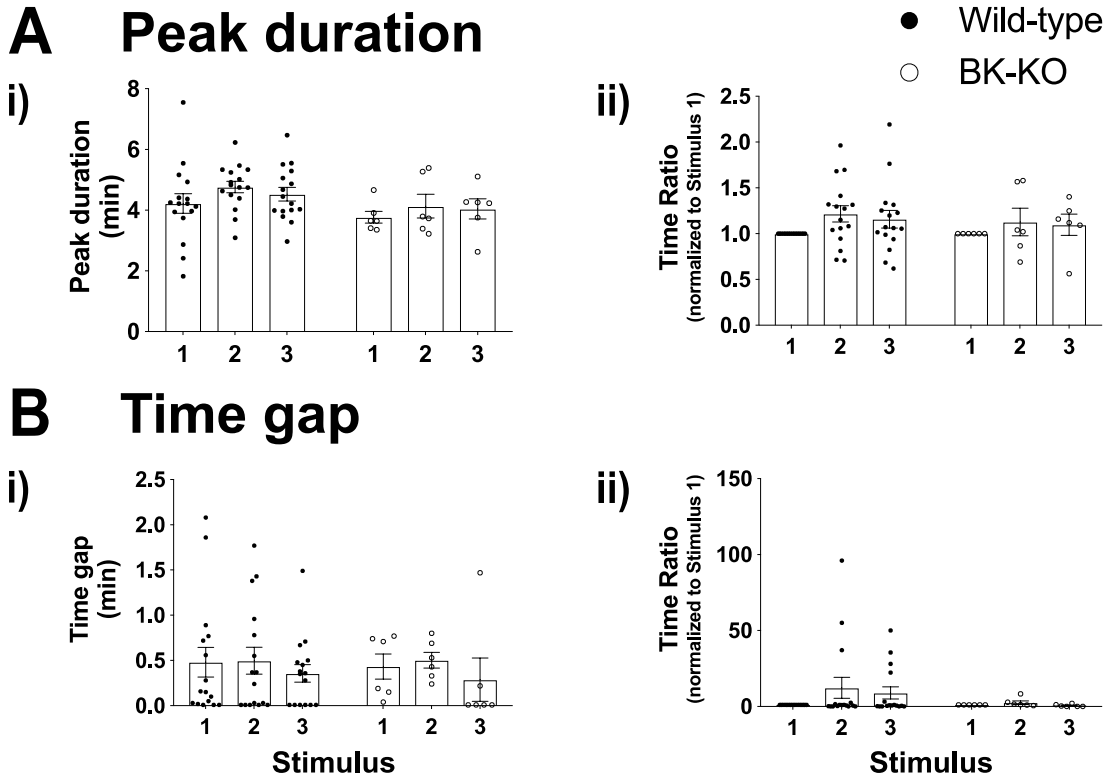 A Peak duration
Wild-type
BK-KO
i)
Peak duration
(min)
8
6
4
2
0
1 2 3 1 2 3
ii)
Time Ratio
(normalized to Stimulus 1)
2.5
2.0
1.5
1.0
0.5
0.0
1 2 3 1 2 3
B Time gap
i)
Time gap
(min)
2.5
2.0
1.5
1.0
0.5
0.0
1 2 3 1 2 3
Stimulus
ii)
Time Ratio
(normalized to Stimulus 1)
150
100
50
0
1 2 3 1 2 3
Stimulus